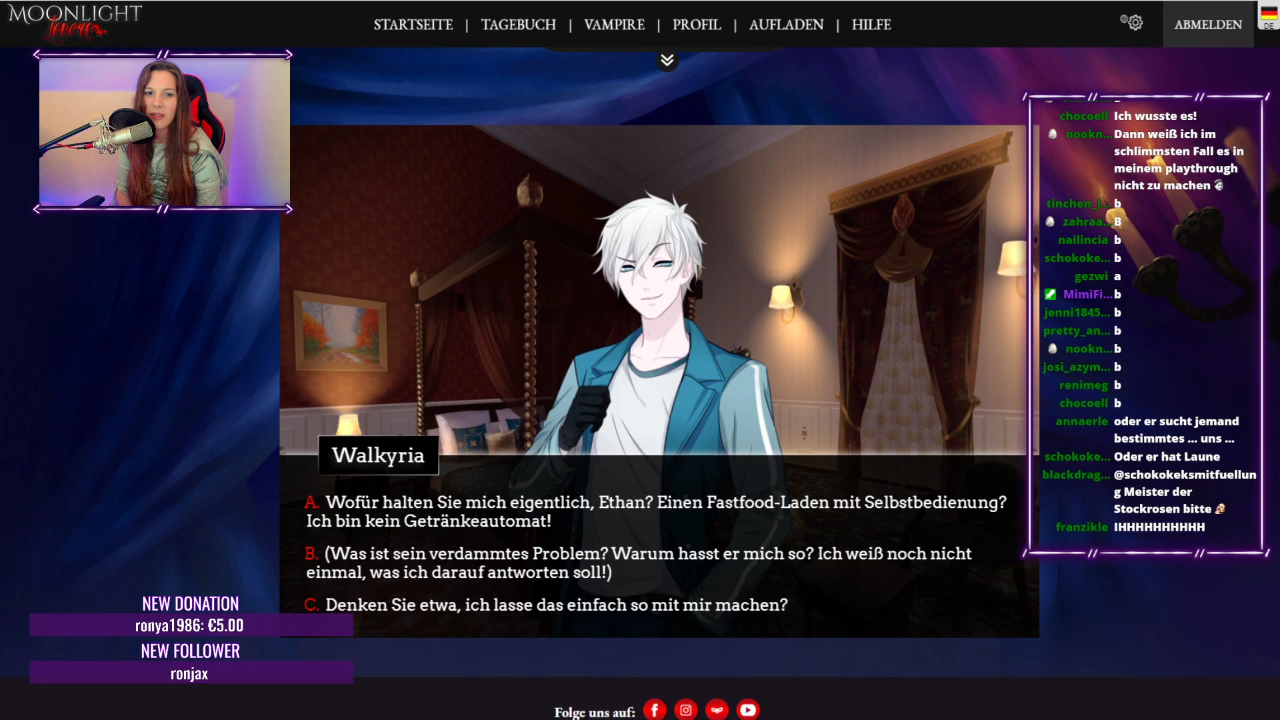 MOONLIGHT
Lovers
STARTSEITE | TAGEBUCH | VAMPIRE | PROFIL | AUFLADEN | HILFE
ABMELDEN
DE
chocoell Ich wusste es!
nookn... Dann weiß ich im
schlimmsten Fall es in
meinem playthrough
nicht zu machen
tinchen_l... b
zahraa... B
nailincia b
schokoke... b
gezwi a
MimiFi... b
jenni1845... b
pretty_an... b
nookn... b
josi_azym... b
renimeg b
chocoell b
annaerle oder er sucht jemand
bestimmtes ... uns ...
schokoke... Oder er hat Laune
blackdrag... @schokokeksmitfuellun
g Meister der
Stockrosen bitte
franzikle IHHHHHHHHHH
Walkyria
A. Wofür halten Sie mich eigentlich, Ethan? Einen Fastfood-Laden mit Selbstbedienung?
Ich bin kein Getränkeautomat!
B. (Was ist sein verdammtes Problem? Warum hasst er mich so? Ich weiß noch nicht
einmal, was ich darauf antworten soll!)
C. Denken Sie etwa, ich lasse das einfach so mit mir machen?
NEW DONATION
ronya1986: €5.00
NEW FOLLOWER
ronjax
Folge uns auf: